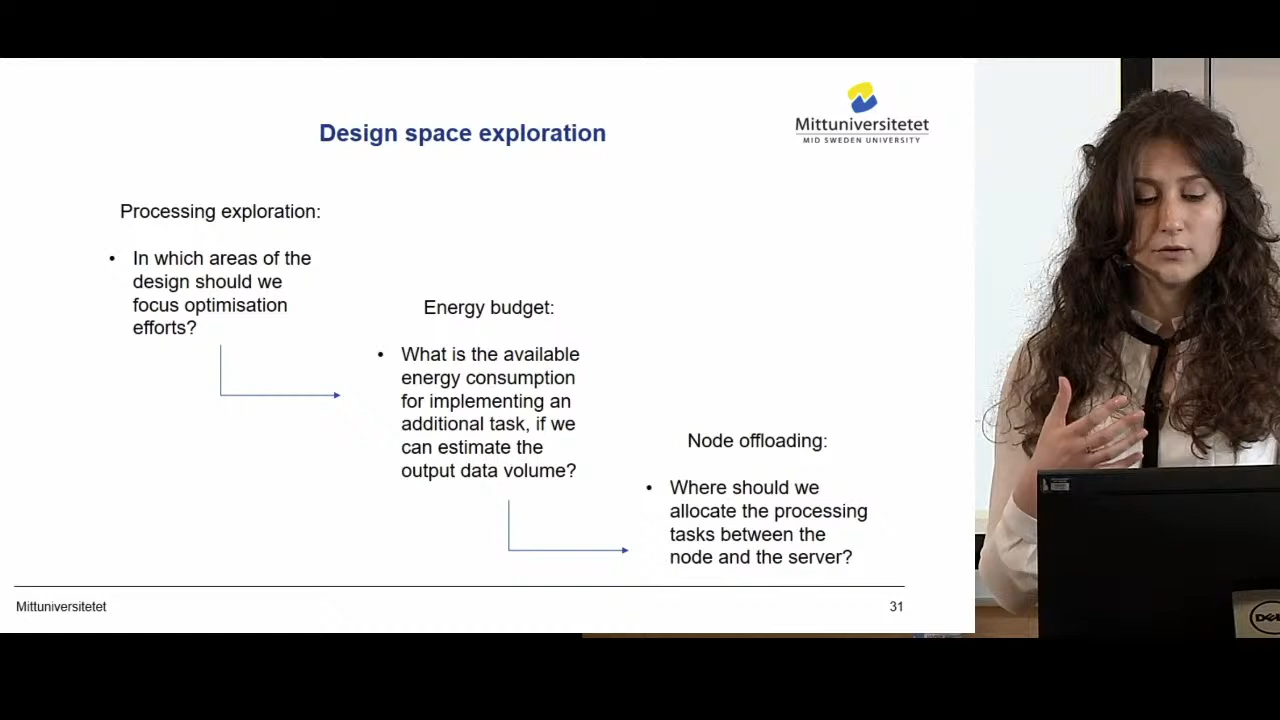 Design space exploration
Mittuniversitetet
MID SWEDEN UNIVERSITY
Processing exploration:
• In which areas of the
design should we
focus optimisation
efforts?
Energy budget:
• What is the available
energy consumption
for implementing an
additional task, if we
can estimate the
output data volume?
Node offloading:
• Where should we
allocate the processing
tasks between the
node and the server?
Mittuniversitetet
31